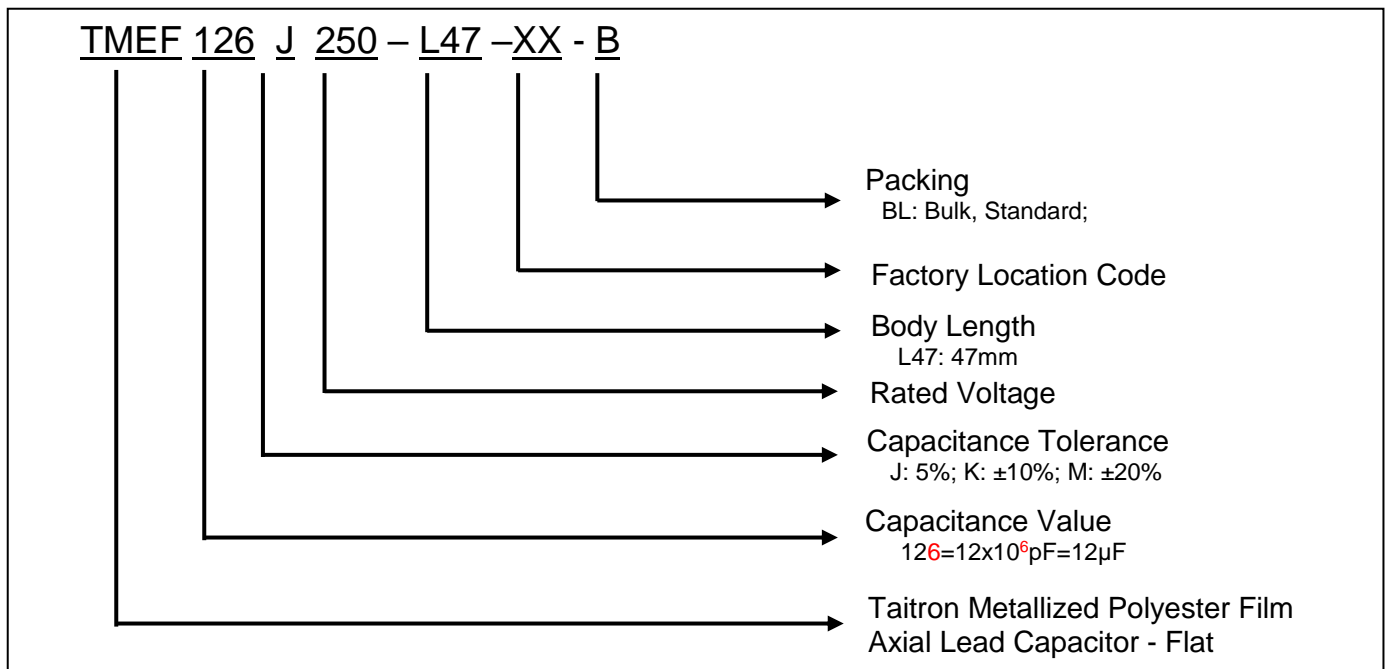 TMEF 126 J 250 – L47 –XX - B
Packing
BL: Bulk, Standard;
Factory Location Code
Body Length
L47: 47mm
Rated Voltage
Capacitance Tolerance
J: 5%; K: ±10%; M: ±20%
Capacitance Value
126=12x10⁶pF=12µF
Taitron Metallized Polyester Film
Axial Lead Capacitor - Flat